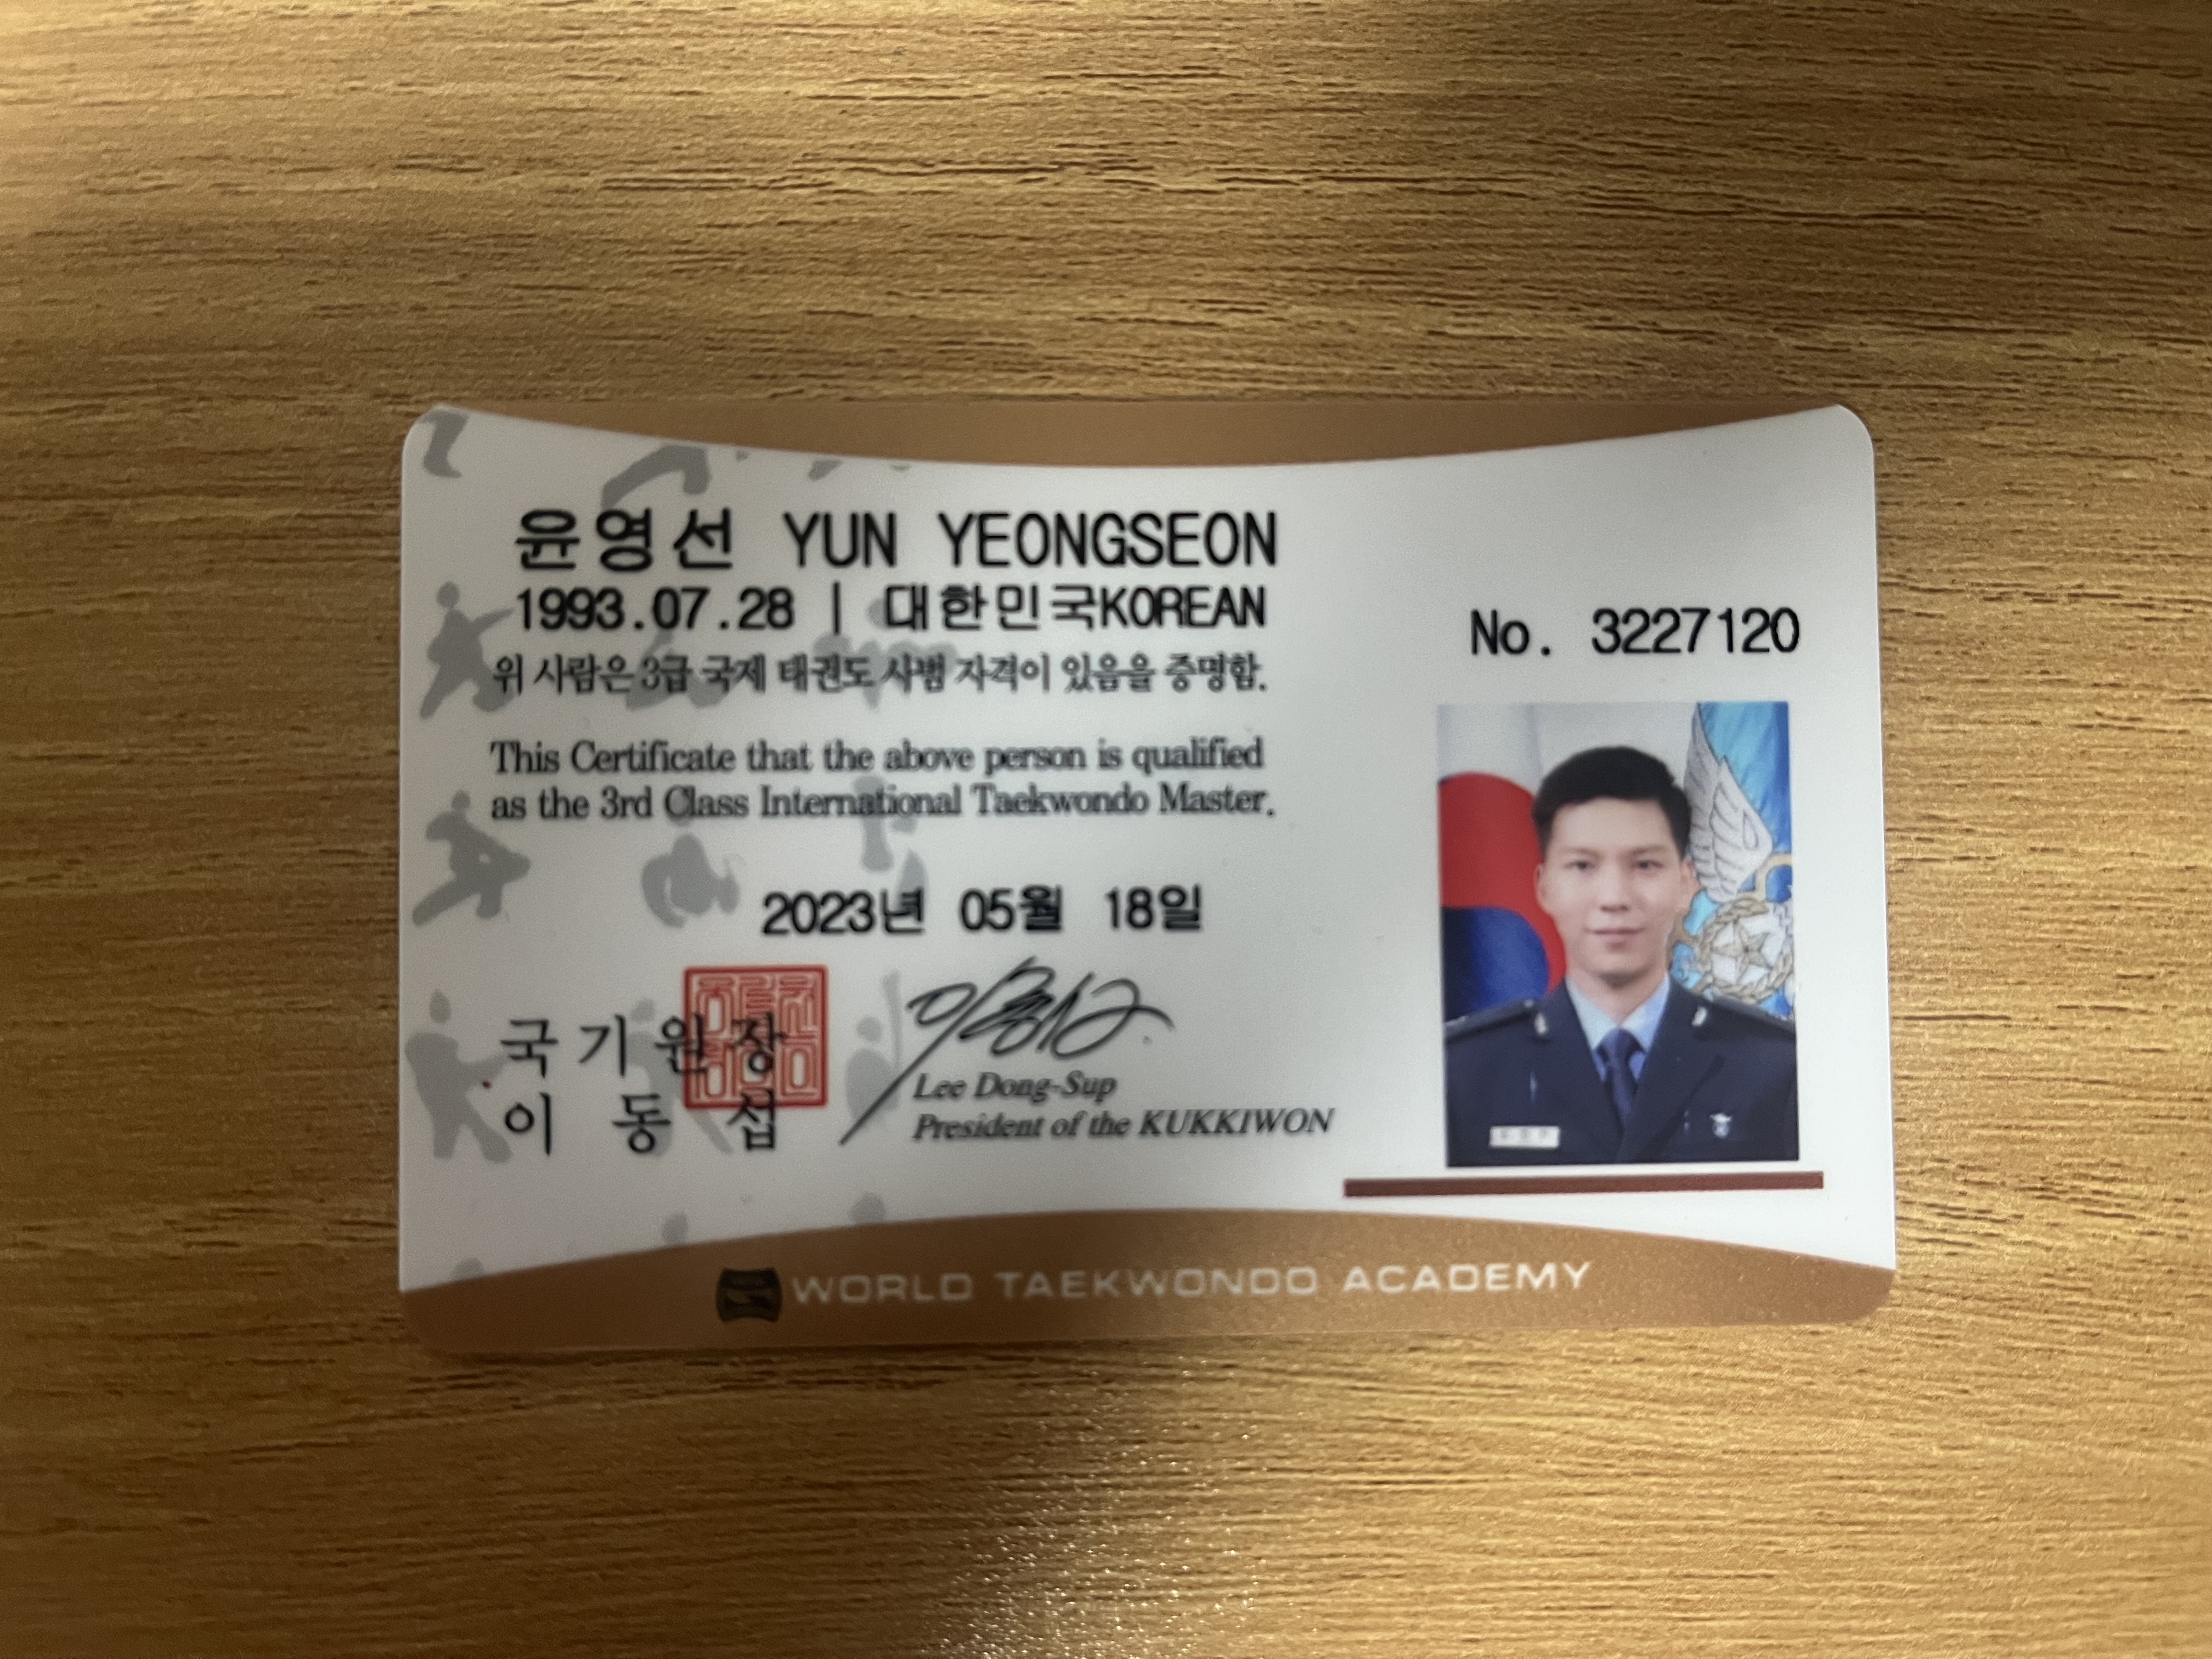 윤영선 YUN YEONGSEON
1993.07.28 | 대한민국KOREAN
위 사람은 3급 국제 태권도 사범 자격이 있음을 증명함.
No. 3227120
This Certificate that the above person is qualified
as the 3rd Class International Taekwondo Master.
2023년 05월 18일
국기원장
이동섭
Lee Dong-Sup
President of the KUKKIWON
WORLD TAEKWONDO ACADEMY